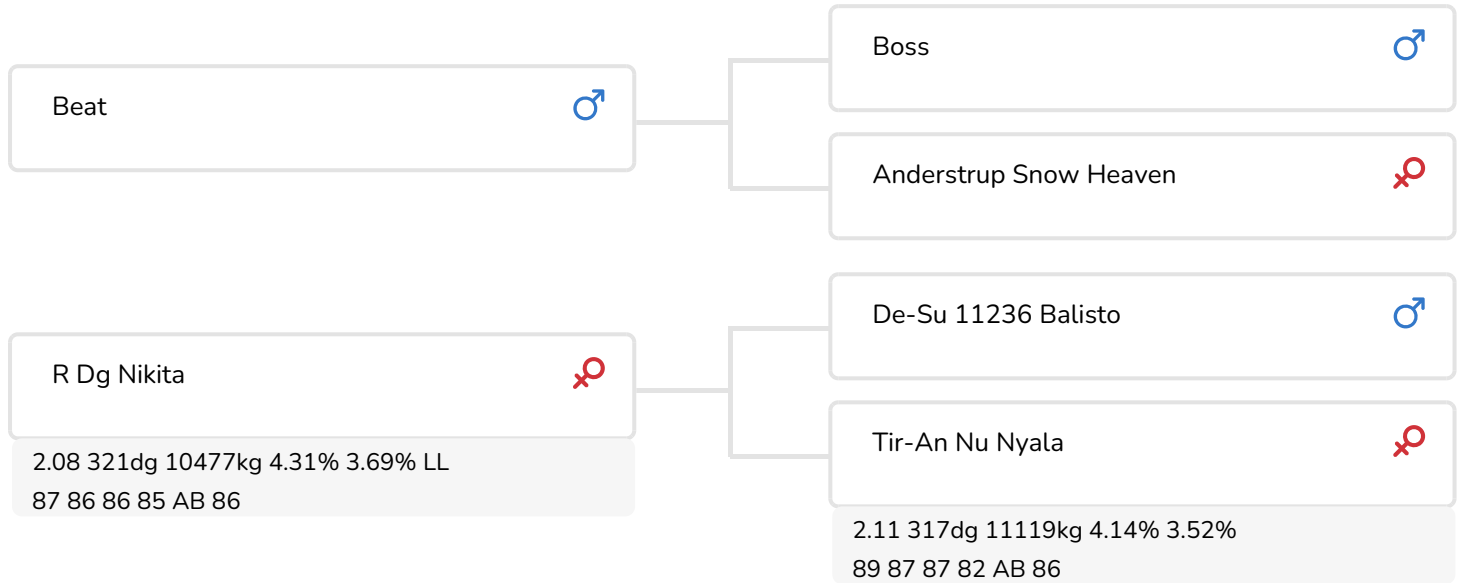 Boss
Beat
Anderstrup Snow Heaven
De-Su 11236 Balisto
R Dg Nikita
Tir-An Nu Nyala
2.08 321dg 10477kg 4.31% 3.69% LL
87 86 86 85 AB 86
2.11 317dg 11119kg 4.14% 3.52%
89 87 87 82 AB 86